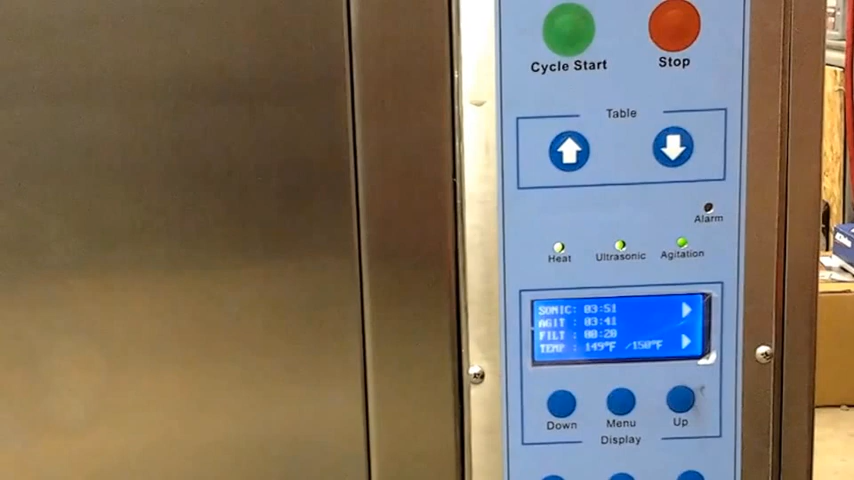 Cycle Start
Stop
Table
Alarm
Heat
Ultrasonic
Agitation
SONIC: 03:51
AGIT : 03:41
FILT : 00:20
TEMP : 149°F /150°F
Down
Menu
Up
Display